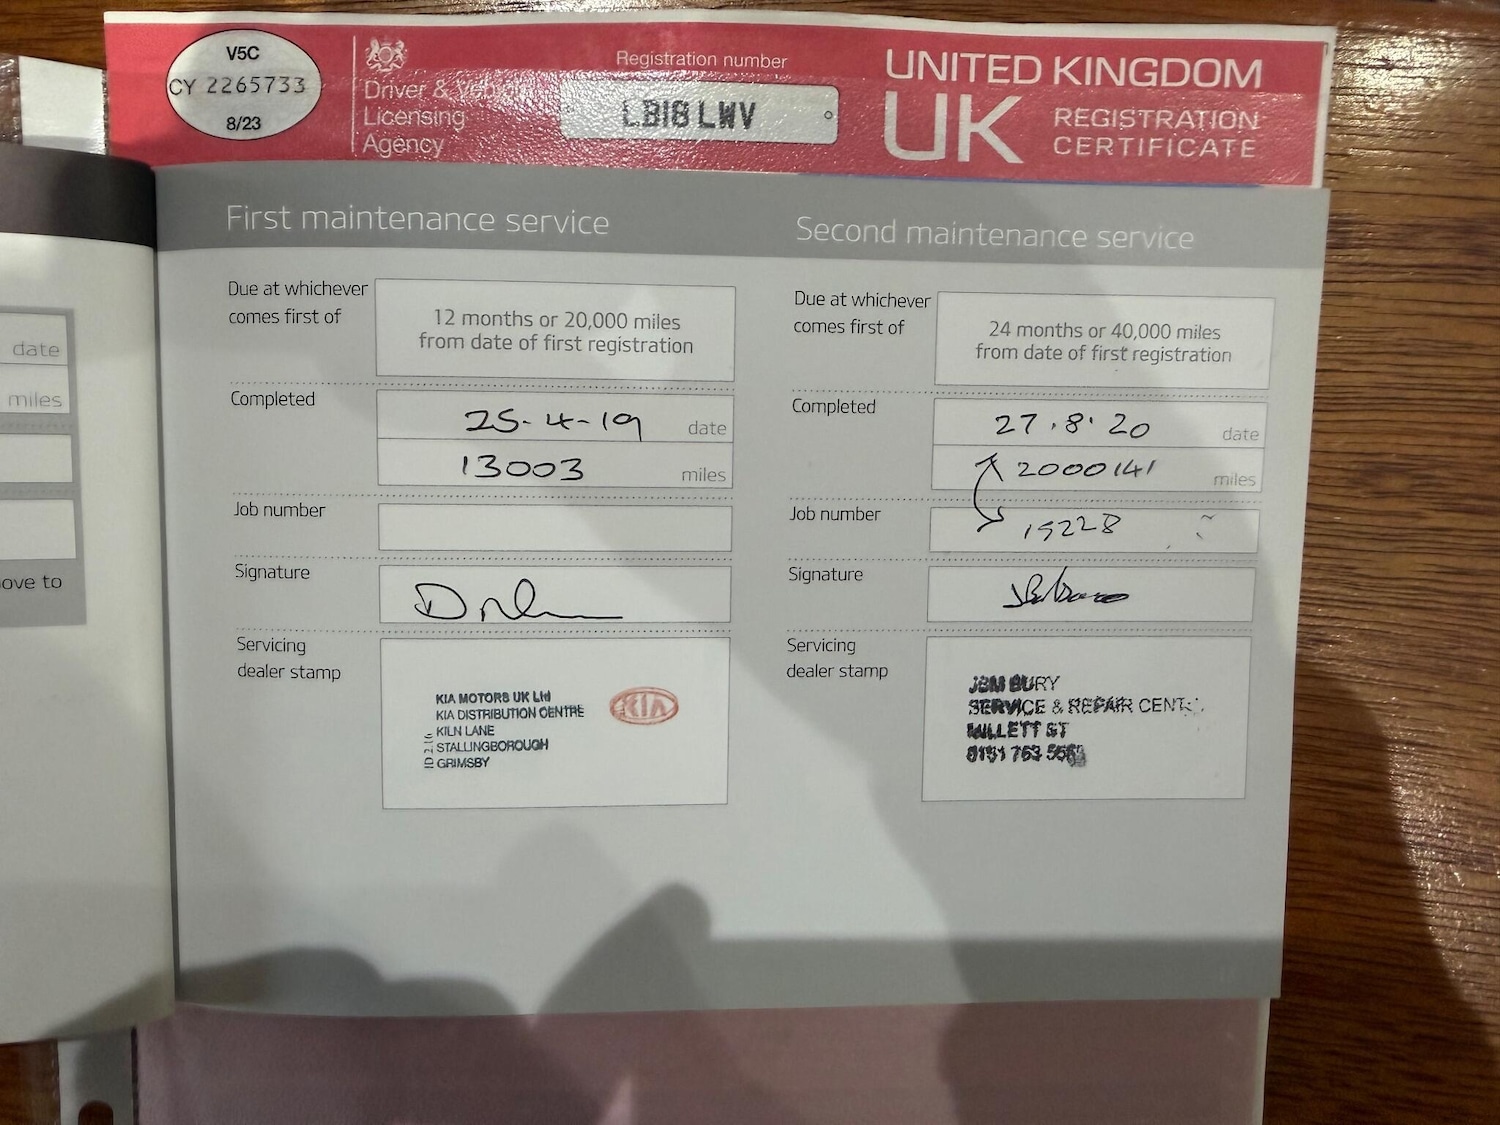 V5C
CY 2265733
8/23
Driver & Vehicle
Licensing
Agency
Registration number
LB18 LWV
UNITED KINGDOM
UK REGISTRATION
CERTIFICATE
date
miles
ove to
First maintenance service
Due at whichever
comes first of
12 months or 20,000 miles
from date of first registration
Completed
25-4-19 date
13003 miles
Job number
Signature
Servicing
dealer stamp
KIA MOTORS UK Ltd
KIA DISTRIBUTION CENTRE
KILN LANE
STALLINGBOROUGH
GRIMSBY
KIA
Second maintenance service
Due at whichever
comes first of
24 months or 40,000 miles
from date of first registration
Completed
27.8.20 date
2000141 miles
Job number
19228
Signature
Servicing
dealer stamp
JBM BURY
SERVICE & REPAIR CENT
MILLETT ST